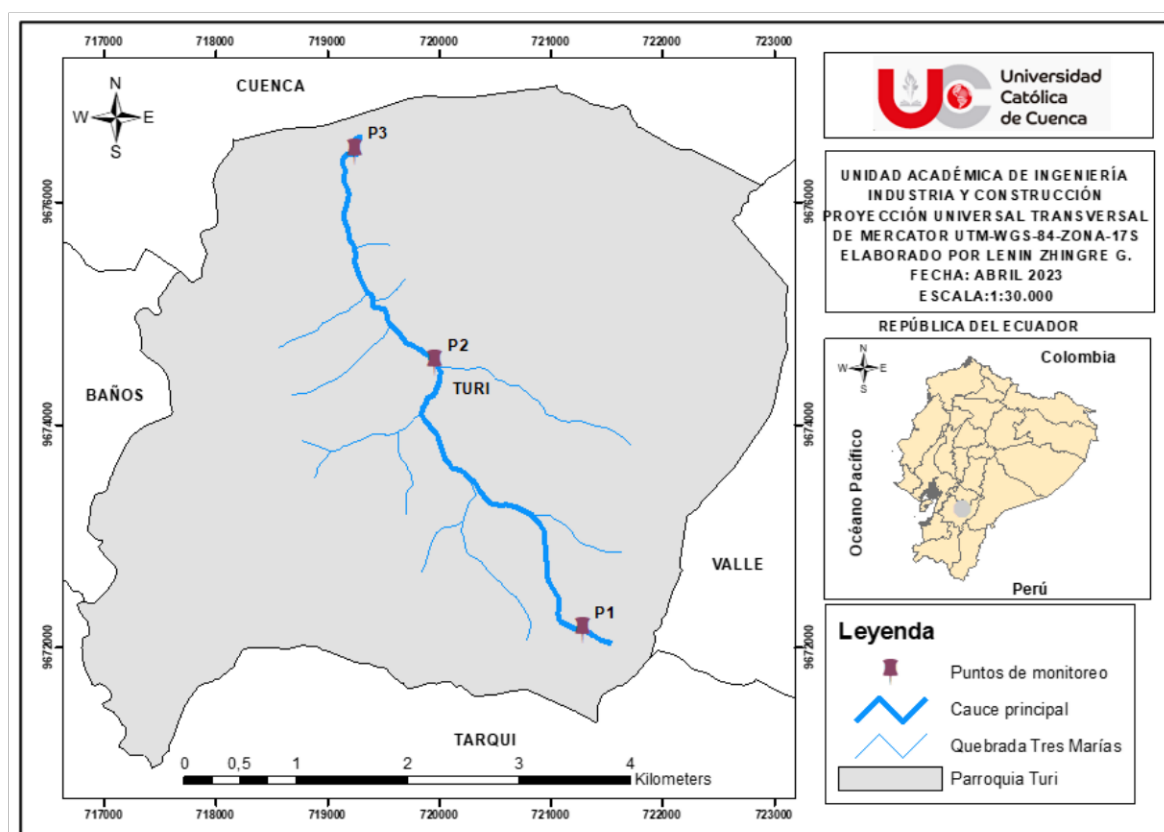 717000 718000 719000 720000 721000 722000 723000
CUENCA
N
W E
S
P3
9676000
9676000
P2
TURI
BAÑOS
9674000
9674000
VALLE
P1
9672000
9672000
TARQUI
0 0,5 1 2 3 4
Kilometers
717000 718000 719000 720000 721000 722000 723000
UC
Universidad
Católica
de Cuenca
UNIDAD ACADÉMICA DE INGENIERÍA
INDUSTRIA Y CONSTRUCCIÓN
PROYECCIÓN UNIVERSAL TRANSVERSAL
DE MERCATOR UTM-WGS-84-ZONA-17S
ELABORADO POR LENIN ZHINGRE G.
FECHA: ABRIL 2023
ESCALA:1:30.000
REPÚBLICA DEL ECUADOR
N
W E
S
Colombia
Océano Pacífico
Perú
Leyenda
Puntos de monitoreo
Cauce principal
Quebrada Tres Marías
Parroquia Turi